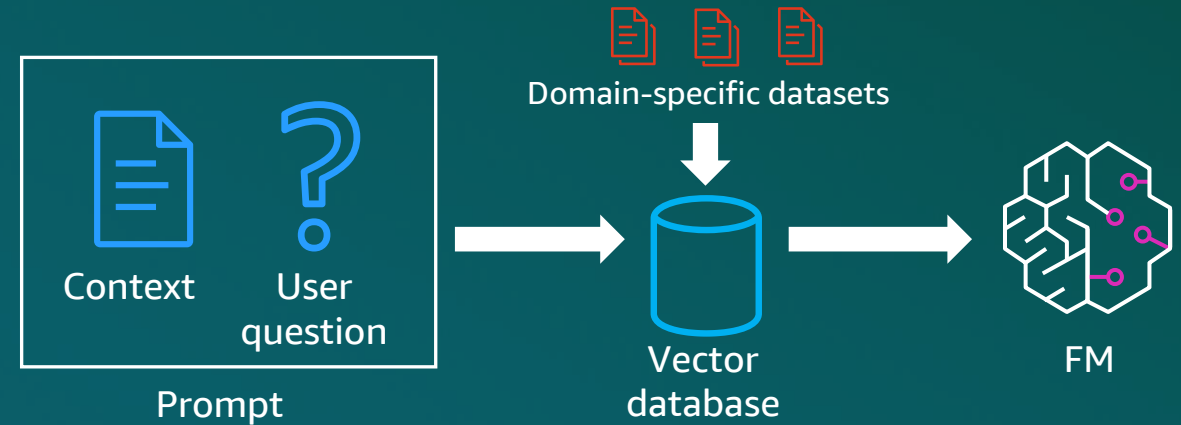 Domain-specific datasets
Context
User
question
Prompt
Vector
database
FM